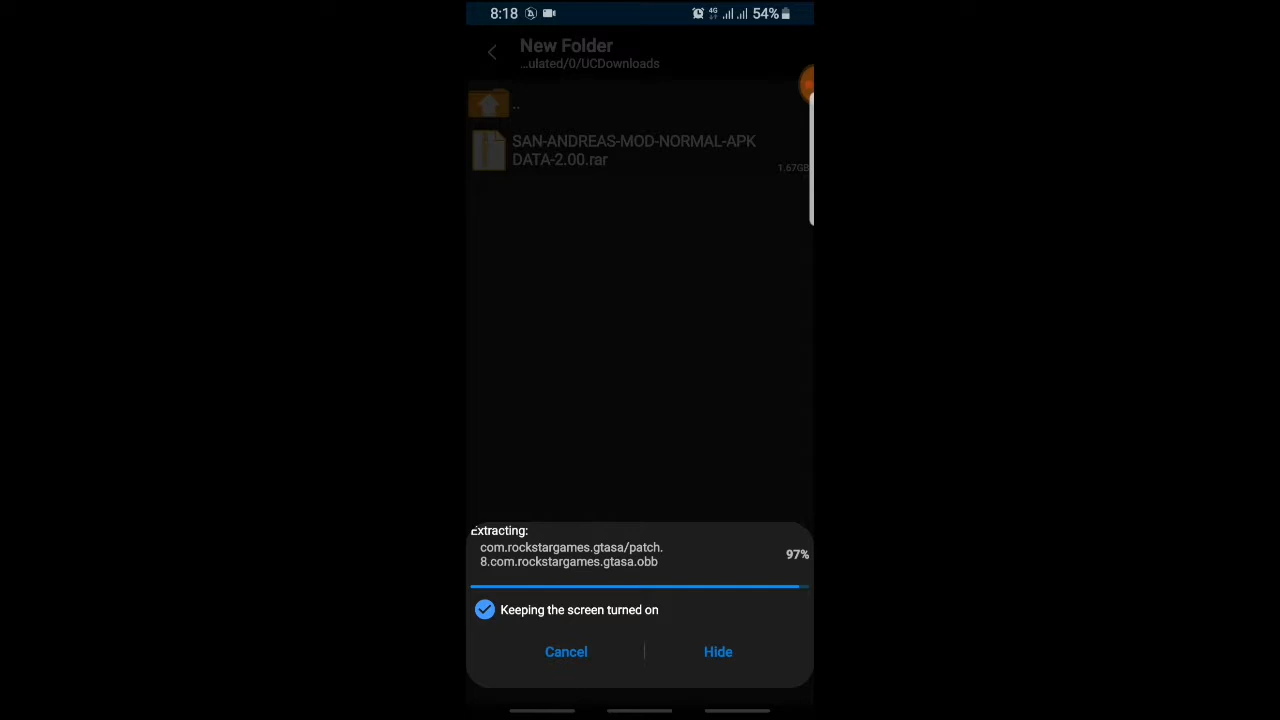 8:18 4G 54%
New Folder
...ulated/0/UCDownloads
..
SAN-ANDREAS-MOD-NORMAL-APK
DATA-2.00.rar
1.67GB
Extracting:
com.rockstargames.gtasa/patch.
8.com.rockstargames.gtasa.obb
97%
Keeping the screen turned on
Cancel Hide